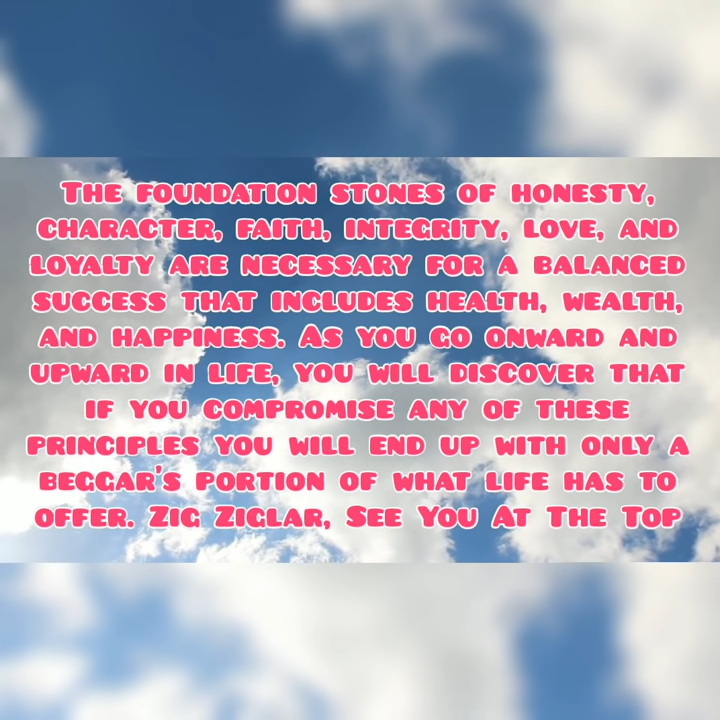 The foundation stones of honesty,
character, faith, integrity, love, and
loyalty are necessary for a balanced
success that includes health, wealth,
and happiness. As you go onward and
upward in life, you will discover that
if you compromise any of these
principles you will end up with only a
beggar's portion of what life has to
offer. Zig Ziglar, See You At The Top